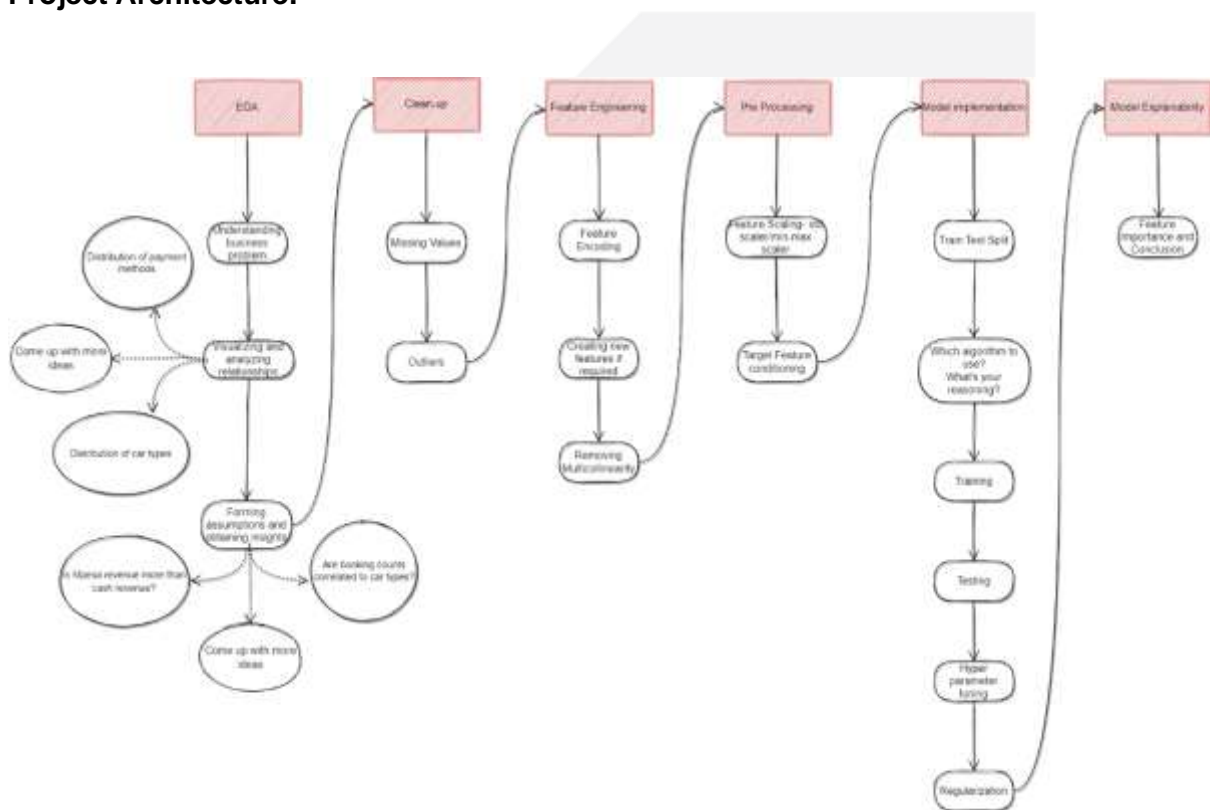 Project Architecture:
EDA
Understanding
business
problem
Distribution of payment
methods
Come up with more
ideas
Visualizing and
analyzing
relationships
Distribution of car types
Forming
assumptions and
obtaining insights
revenue more than
cash revenue?
Come up with more
ideas
Are booking counts
correlated to car types?
Clean-up
Missing Values
Outliers
Feature Engineering
Feature
Encoding
Creating new
features if
required
Removing
Multicolinearity
Pre Processing
Feature Scaling- std
scaler/min-max
scaler
Target Feature
conditioning
Model implementation
Train Test Split
Which algorithm to
use?
What's your
reasoning?
Training
Testing
Hyper
parameter
tuning
Regularization
Model Explainability
Feature
Importance and
Conclusion